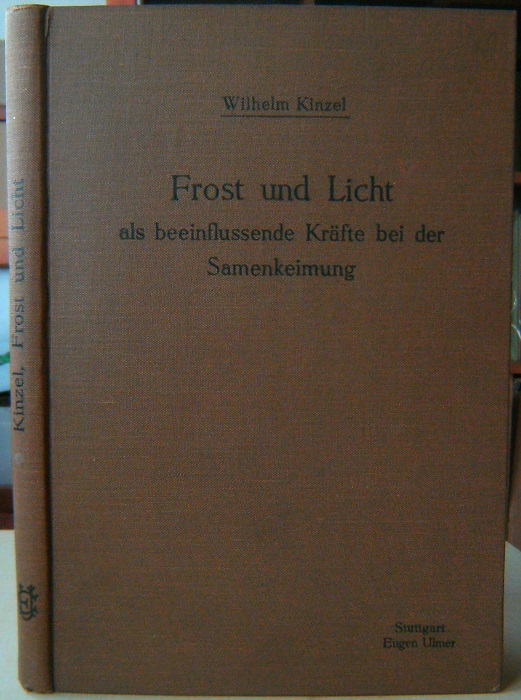 Wilhelm Kinzel
Frost und Licht
als beeinflussende Kräfte bei der
Samenkeimung
Stuttgart
Eugen Ulmer
Kinzel, Frost und Licht